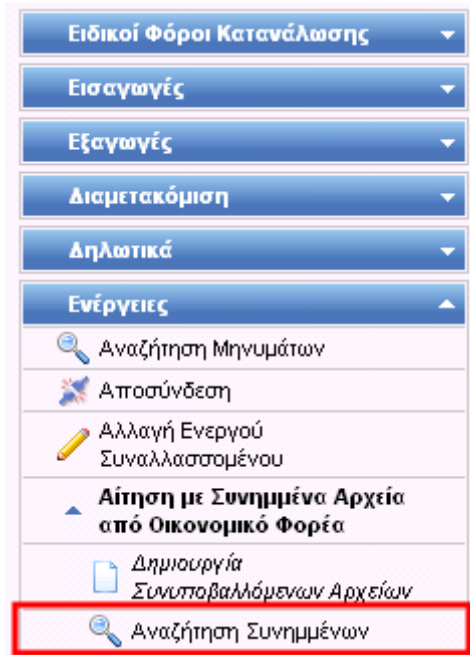 Ειδικοί Φόροι Κατανάλωσης
Εισαγωγές
Εξαγωγές
Διαμετακόμιση
Δηλωτικά
Ενέργειες
Αναζήτηση Μηνυμάτων
Αποσύνδεση
Αλλαγή Ενεργού
Συναλλασσομένου
Αίτηση με Συνημμένα Αρχεία
από Οικονομικό Φορέα
Δημιουργία
Συνυποβαλλόμενων Αρχείων
Αναζήτηση Συνημμένων